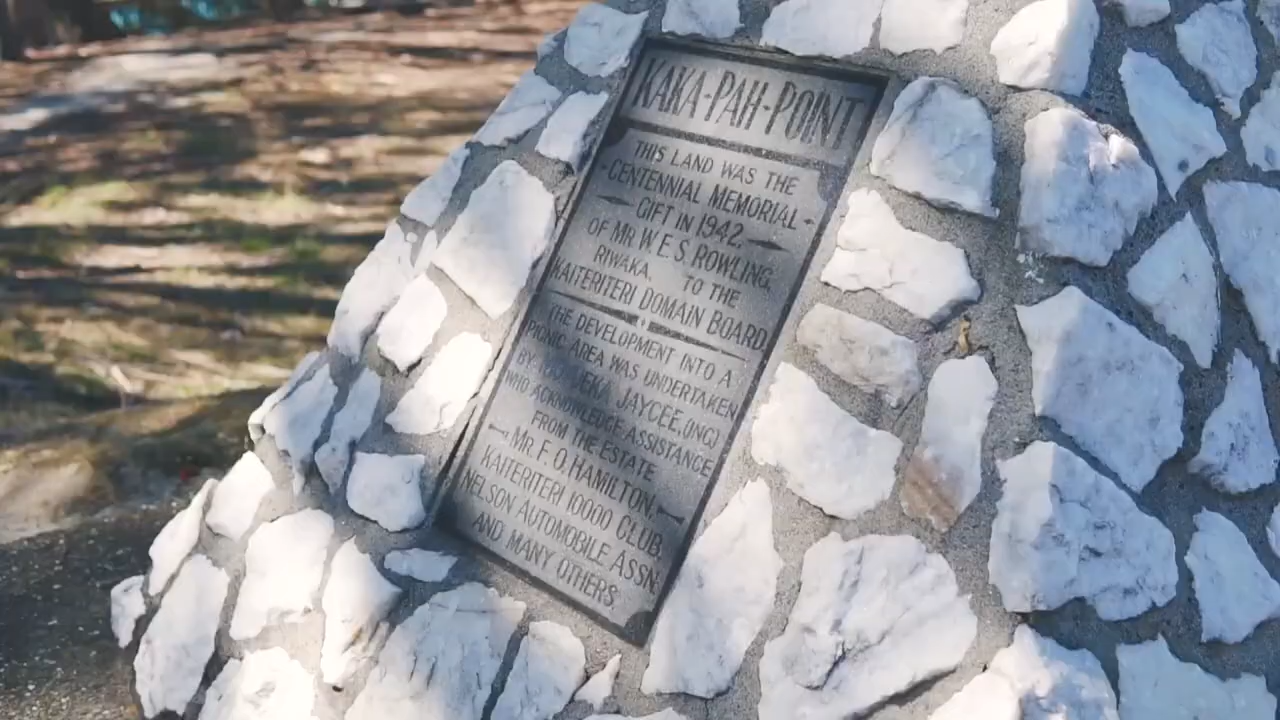 KAKA-PAH-POINT
THIS LAND WAS THE
CENTENNIAL MEMORIAL
GIFT IN 1942,
OF MR W.E.S. ROWLING,
RIWAKA, TO THE
KAITERITERI DOMAIN BOARD
THE DEVELOPMENT INTO A
PICNIC AREA WAS UNDERTAKEN
BY JAYCEE, (INC)
WHO ACKNOWLEDGE ASSISTANCE
FROM THE ESTATE
MR. F. O. HAMILTON,
KAITERITERI 10000 CLUB,
NELSON AUTOMOBILE ASSN.
AND MANY OTHERS.